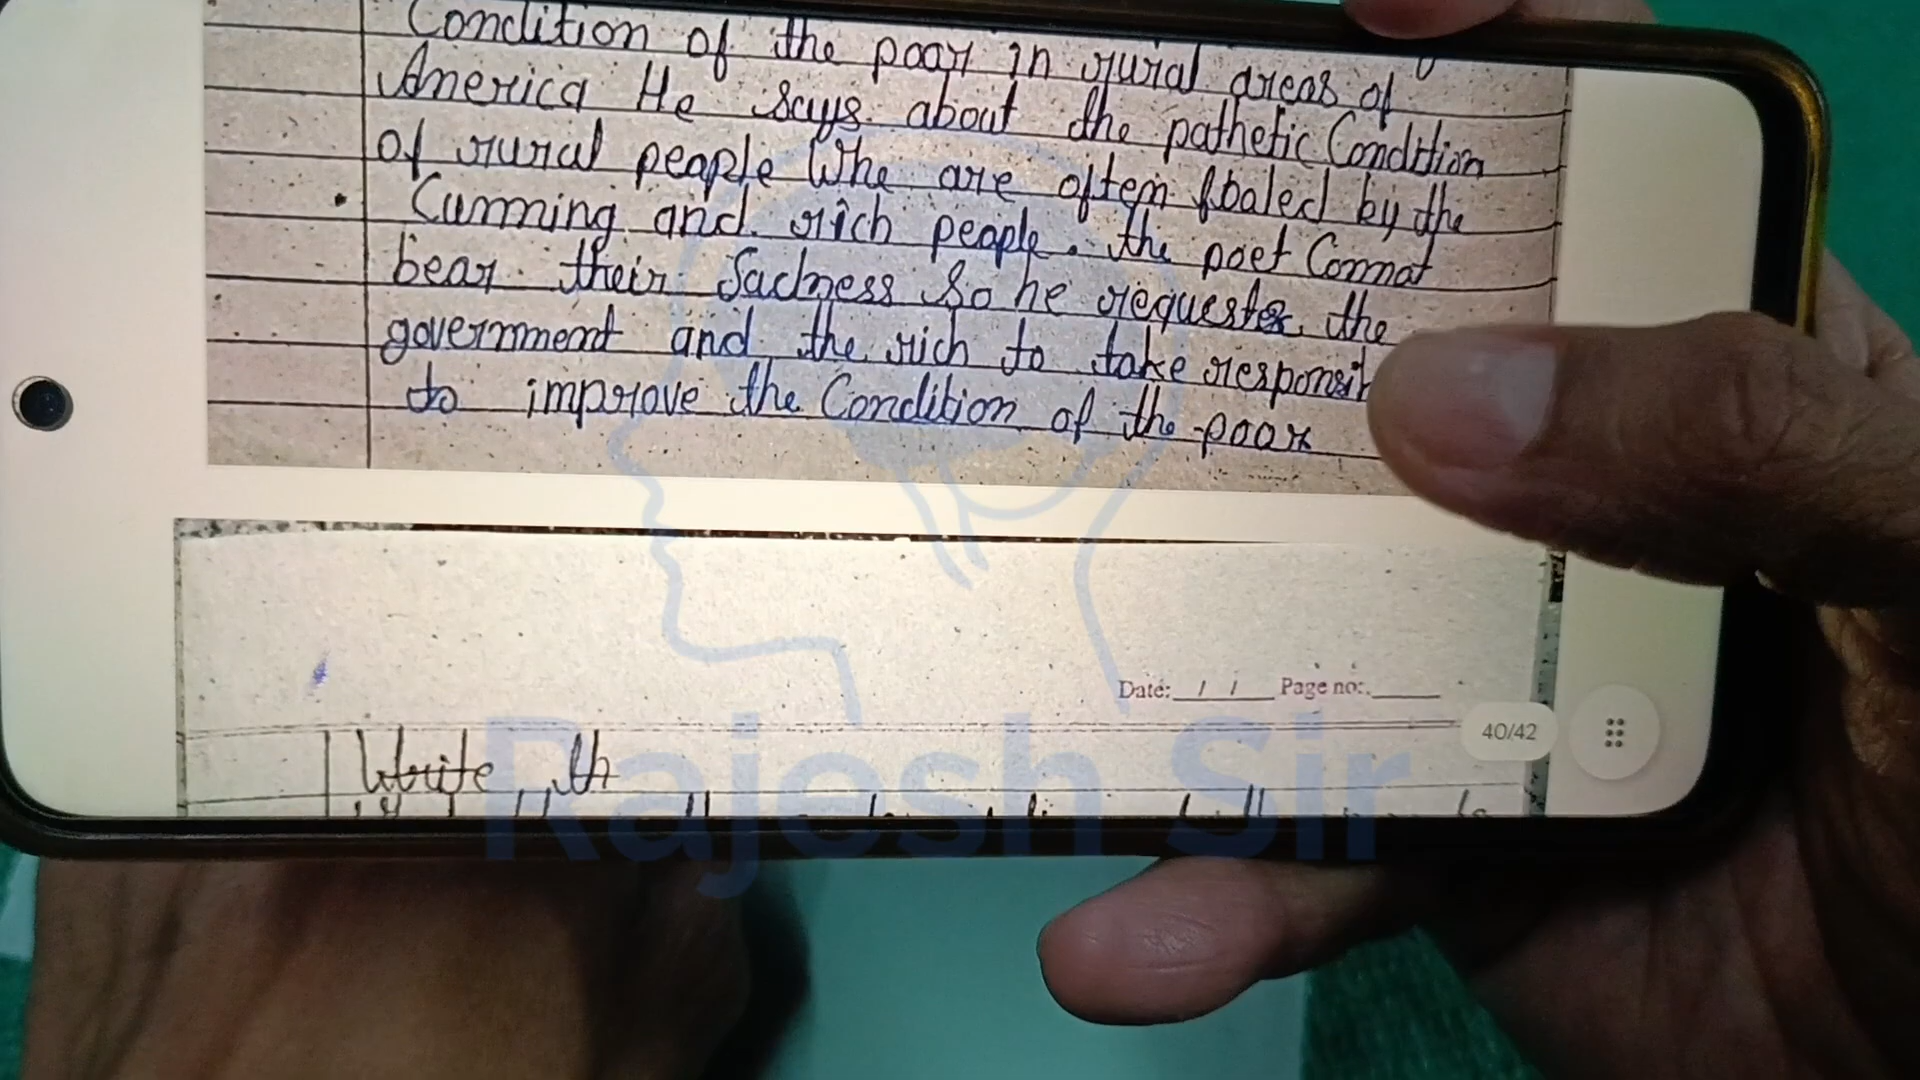 Condition of the poor in rural areas of
America He says about the pathetic Condition
of rural people Who are often fooled by the
Cunning and rich people. the poet Connot
bear their Sadness So he requests the
government and the rich to take
to improve the Condition of the poor
Date: / / Page no:.
40/42
Write th
Rajesh Sir